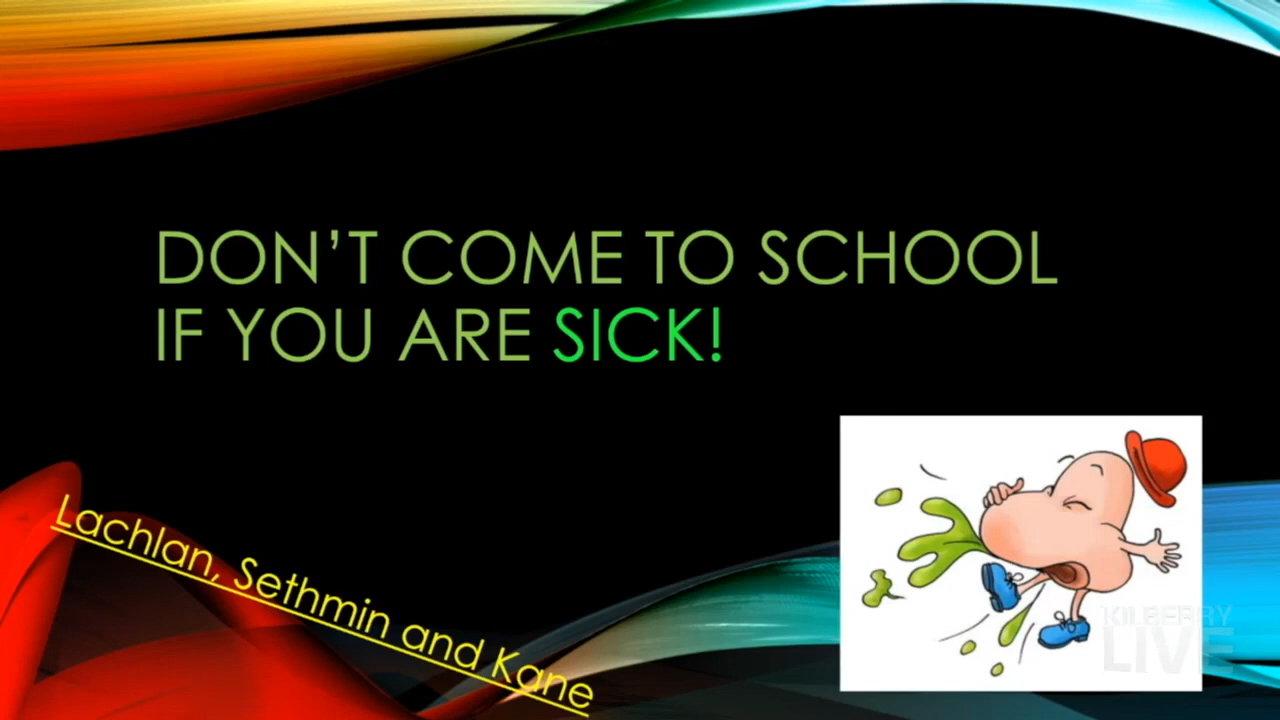 DON'T COME TO SCHOOL
IF YOU ARE SICK!
Lachlan, Sethmin and Kane
KILBERRY
LIVE